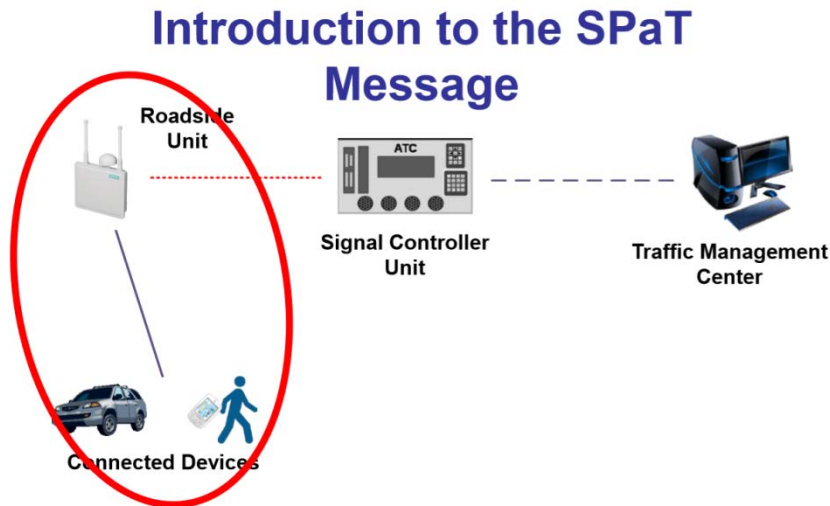 Introduction to the SPaT
Message
Roadside
Unit
ATC
Signal Controller
Unit
Traffic Management
Center
Connected Devices